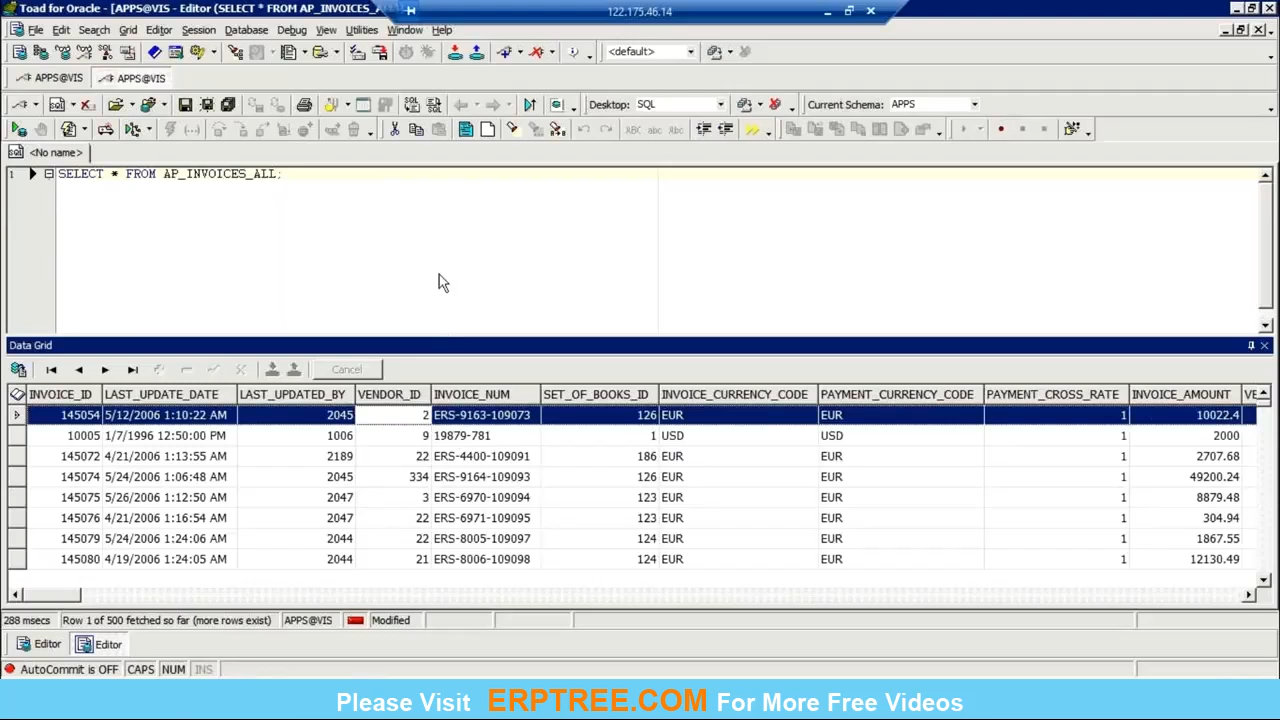 Toad for Oracle - [APPS@VIS - Editor (SELECT * FROM AP_INVOICES_A
122.175.46.14
File Edit Search Grid Editor Session Database Debug View Utilities Window Help
<default>
APPS@VIS APPS@VIS
Desktop: SQL Current Schema: APPS
<No name>
1 SELECT * FROM AP_INVOICES_ALL;
Data Grid
Cancel
INVOICE_ID LAST_UPDATE_DATE LAST_UPDATED_BY VENDOR_ID INVOICE_NUM SET_OF_BOOKS_ID INVOICE_CURRENCY_CODE PAYMENT_CURRENCY_CODE PAYMENT_CROSS_RATE INVOICE_AMOUNT VE
145054 5/12/2006 1:10:22 AM 2045 2 ERS-9163-109073 126 EUR EUR 1 10022.4
10005 1/7/1996 12:50:00 PM 1006 9 19879-781 1 USD USD 1 2000
145072 4/21/2006 1:13:55 AM 2189 22 ERS-4400-109091 186 EUR EUR 1 2707.68
145074 5/24/2006 1:06:48 AM 2045 334 ERS-9164-109093 126 EUR EUR 1 49200.24
145075 5/26/2006 1:12:50 AM 2047 3 ERS-6970-109094 123 EUR EUR 1 8879.48
145076 4/21/2006 1:16:54 AM 2047 22 ERS-6971-109095 123 EUR EUR 1 304.94
145079 5/24/2006 1:24:06 AM 2044 22 ERS-8005-109097 124 EUR EUR 1 1867.55
145080 4/19/2006 1:24:05 AM 2044 21 ERS-8006-109098 124 EUR EUR 1 12130.49
288 msecs Row 1 of 500 fetched so far (more rows exist) APPS@VIS Modified
Editor Editor
AutoCommit is OFF CAPS NUM INS
Please Visit ERPTREE.COM For More Free Videos